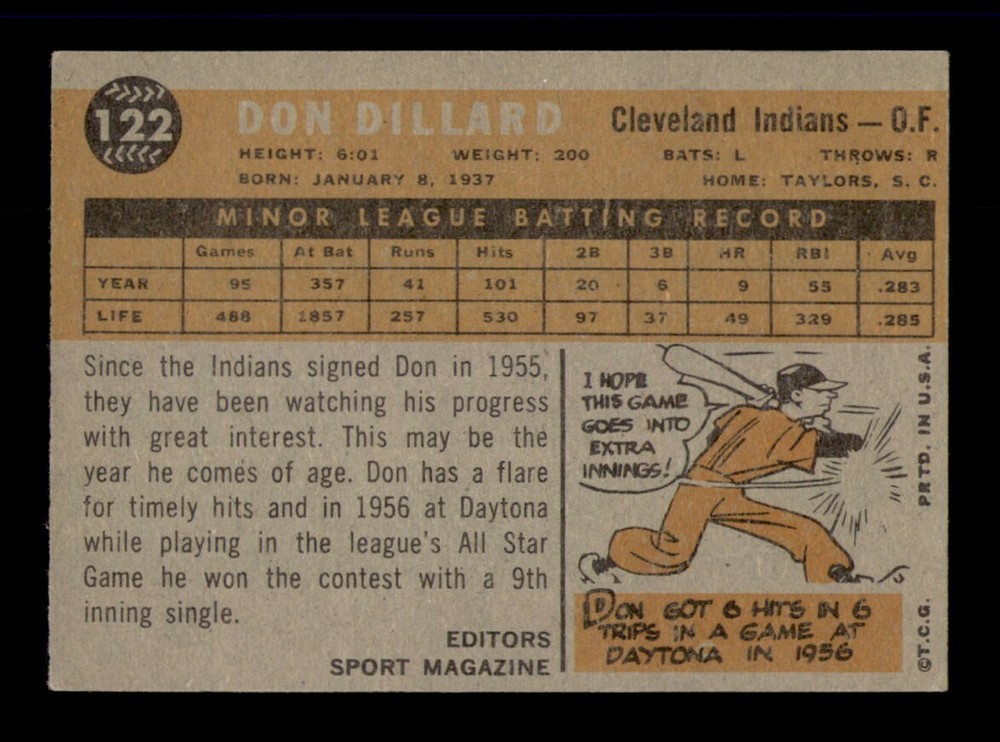 122
DON DILLARD
Cleveland Indians — O.F.
HEIGHT: 6:01 WEIGHT: 200 BATS: L THROWS: R
BORN: JANUARY 8, 1937 HOME: TAYLORS, S. C.
MINOR LEAGUE BATTING RECORD
Games At Bat Runs Hits 2B 3B HR RBI Avg
YEAR 95 357 41 101 20 6 9 55 .283
LIFE 488 1857 257 530 97 37 49 329 .285
Since the Indians signed Don in 1955,
they have been watching his progress
with great interest. This may be the
year he comes of age. Don has a flare
for timely hits and in 1956 at Daytona
while playing in the league's All Star
Game he won the contest with a 9th
inning single.
EDITORS
SPORT MAGAZINE
I HOPE
THIS GAME
GOES INTO
EXTRA
INNINGS!
DON GOT 6 HITS IN 6
TRIPS IN A GAME AT
DAYTONA IN 1956
©T.C.G. PRTD. IN U.S.A.